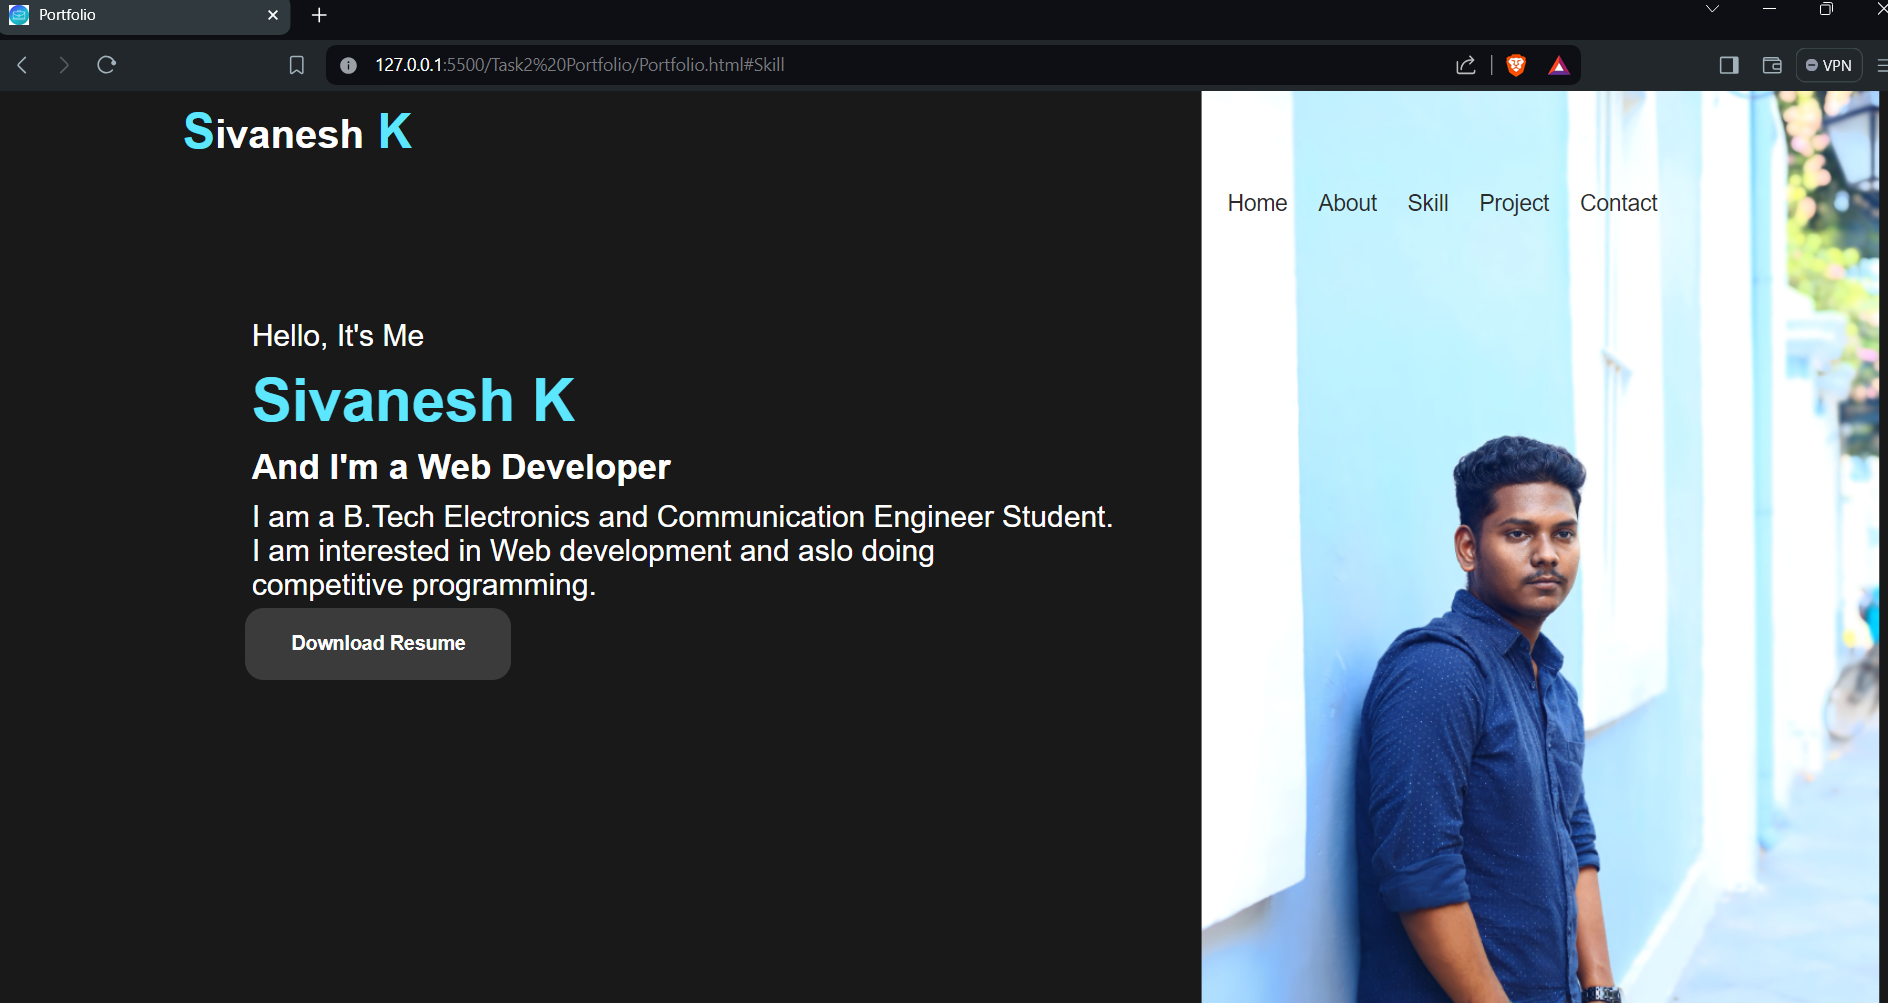 Portfolio
127.0.0.1:5500/Task2%20Portfolio/Portfolio.html#Skill
VPN
Sivanesh K
Home About Skill Project Contact
Hello, It's Me
Sivanesh K
And I'm a Web Developer
I am a B.Tech Electronics and Communication Engineer Student.
I am interested in Web development and aslo doing
competitive programming.
Download Resume